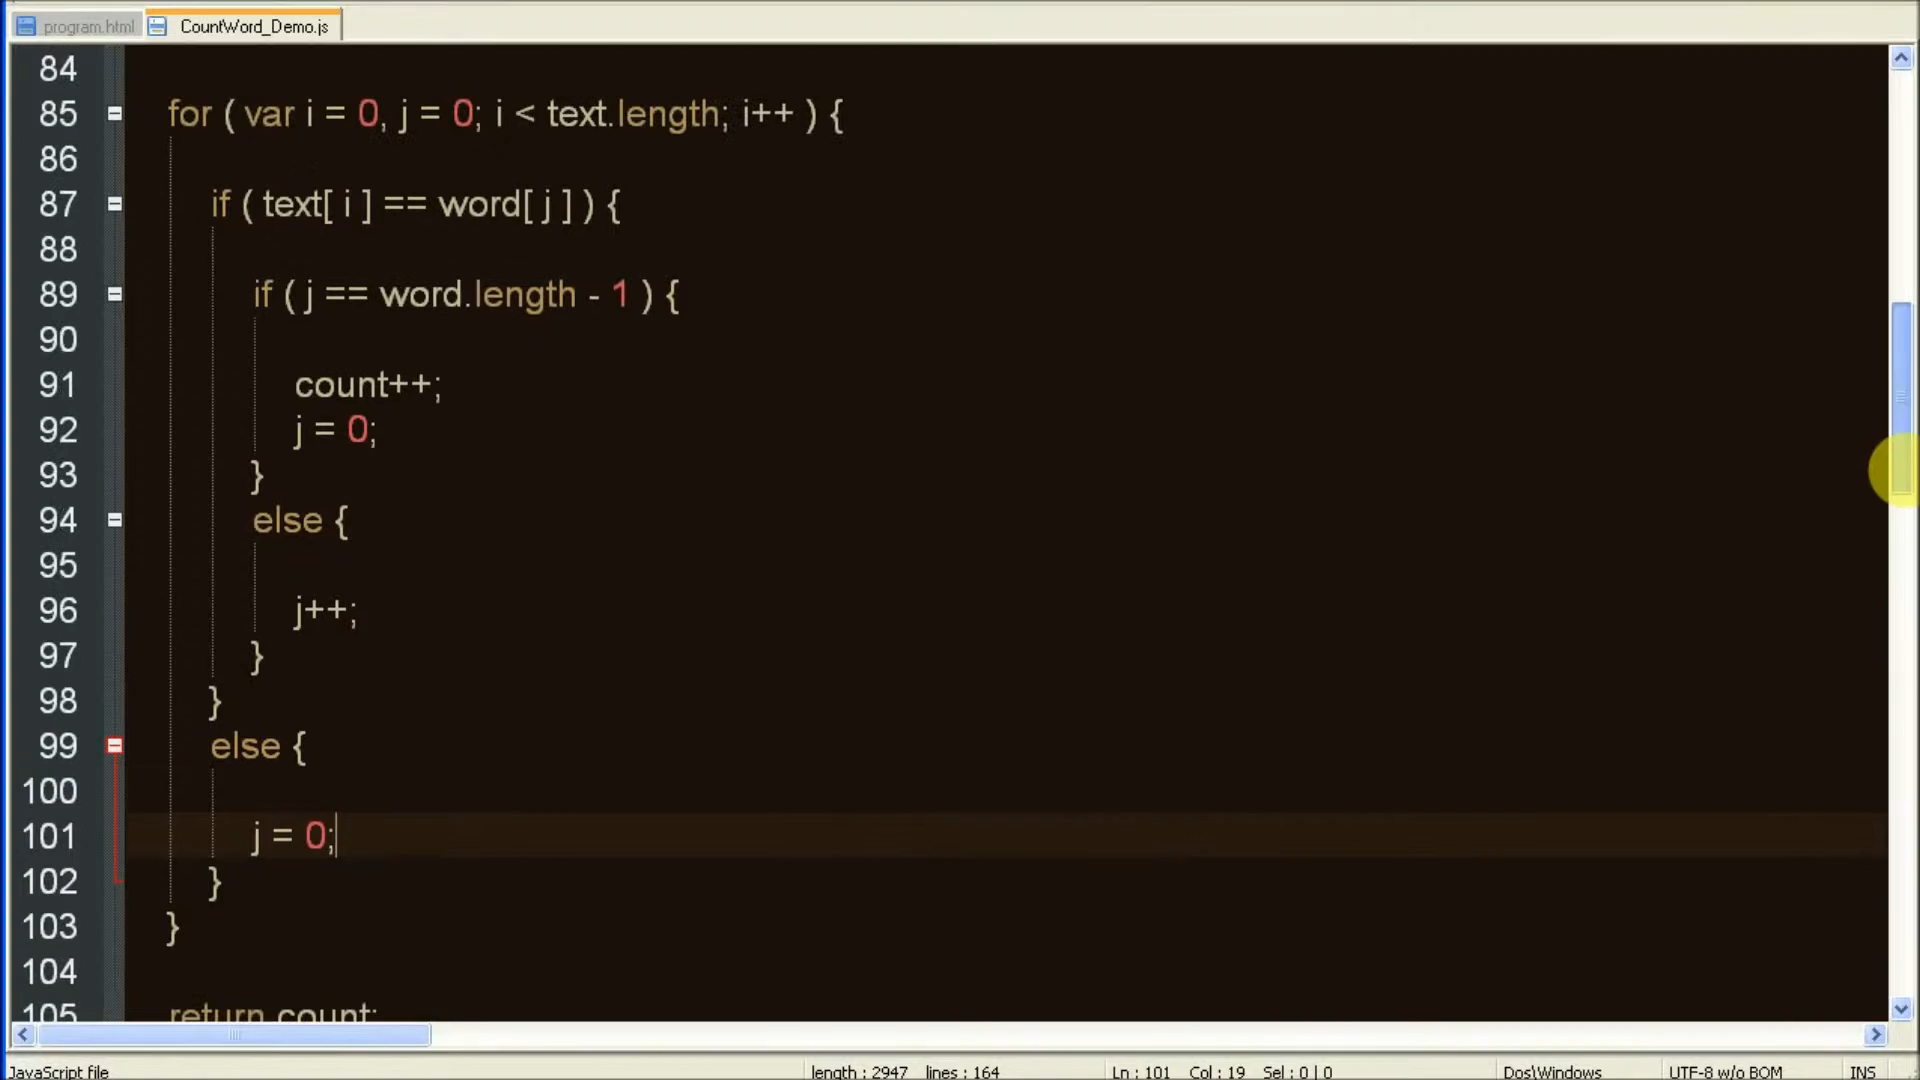 program.html CountWord_Demo.js
84
85 for ( var i = 0, j = 0; i < text.length; i++ ) {
86
87 if ( text[ i ] == word[ j ] ) {
88
89 if ( j == word.length - 1 ) {
90
91 count++;
92 j = 0;
93 }
94 else {
95
96 j++;
97 }
98 }
99 else {
100
101 j = 0;
102 }
103 }
104
105 return count;
JavaScript file length : 2947 lines : 164 Ln : 101 Col : 19 Sel : 0 | 0 Dos\Windows UTF-8 w/o BOM INS